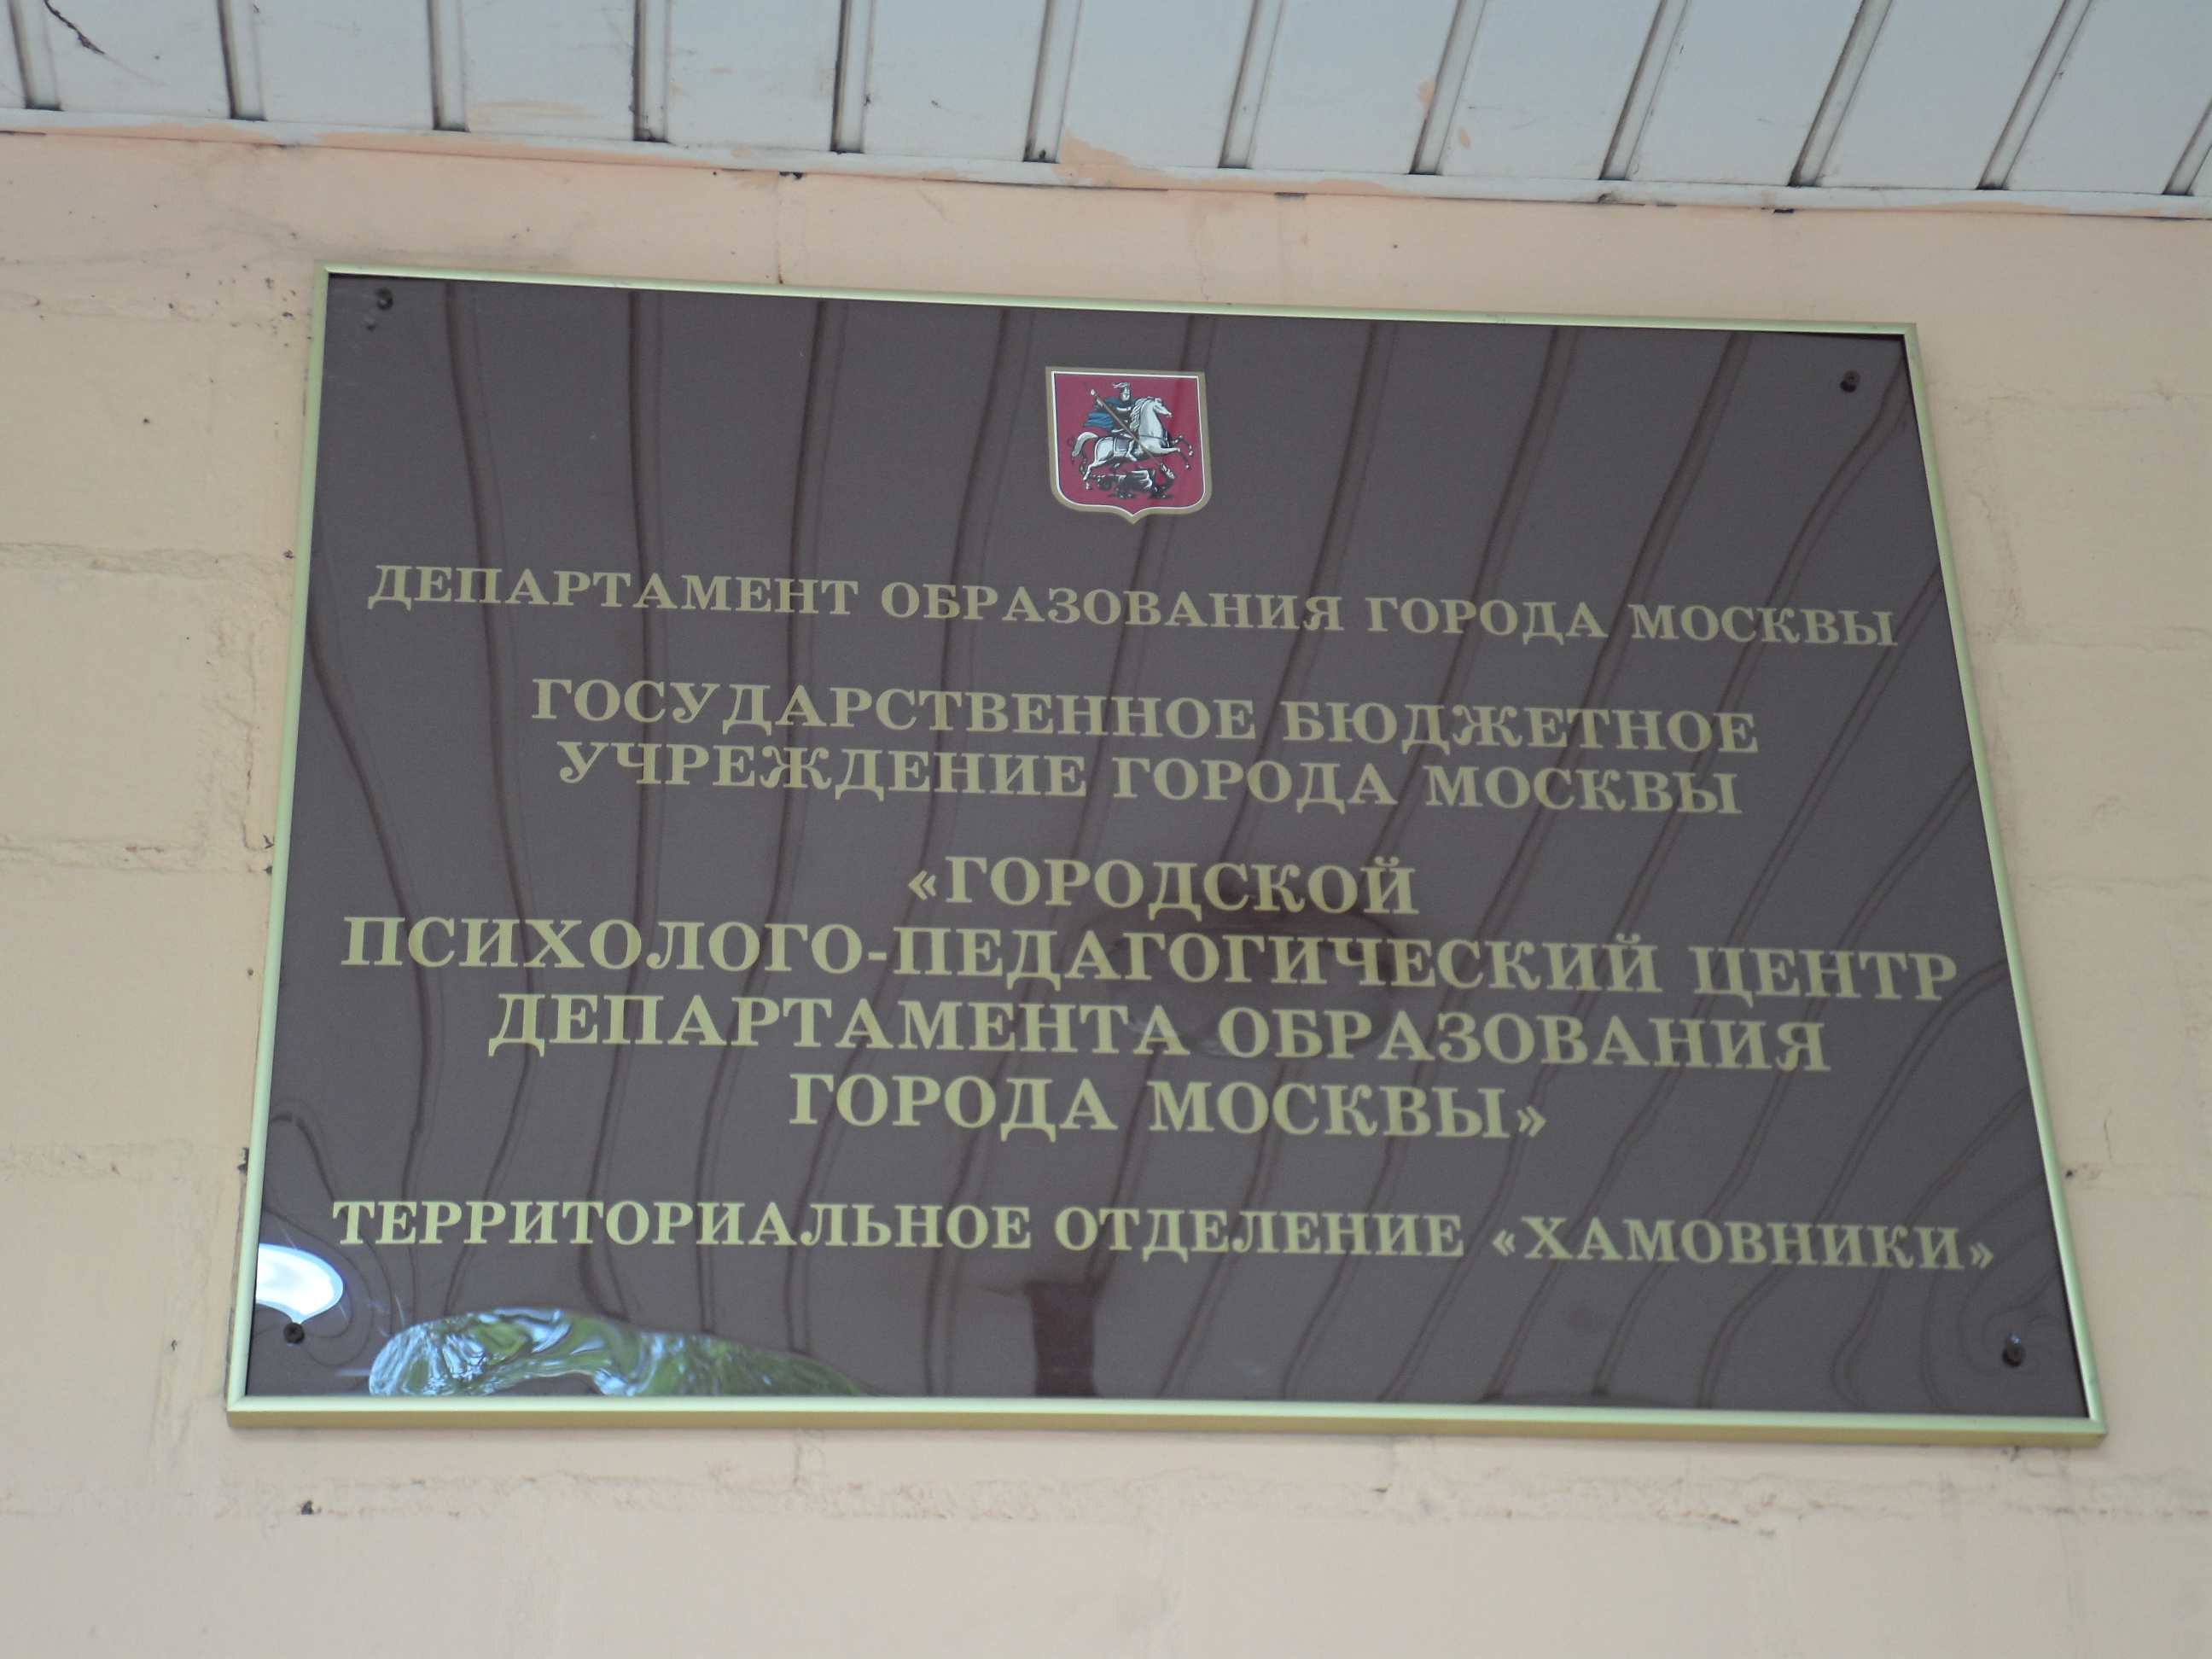 ДЕПАРТАМЕНТ ОБРАЗОВАНИЯ ГОРОДА МОСКВЫ
ГОСУДАРСТВЕННОЕ БЮДЖЕТНОЕ
УЧРЕЖДЕНИЕ ГОРОДА МОСКВЫ
«ГОРОДСКОЙ
ПСИХОЛОГО-ПЕДАГОГИЧЕСКИЙ ЦЕНТР
ДЕПАРТАМЕНТА ОБРАЗОВАНИЯ
ГОРОДА МОСКВЫ»
ТЕРРИТОРИАЛЬНОЕ ОТДЕЛЕНИЕ «ХАМОВНИКИ»